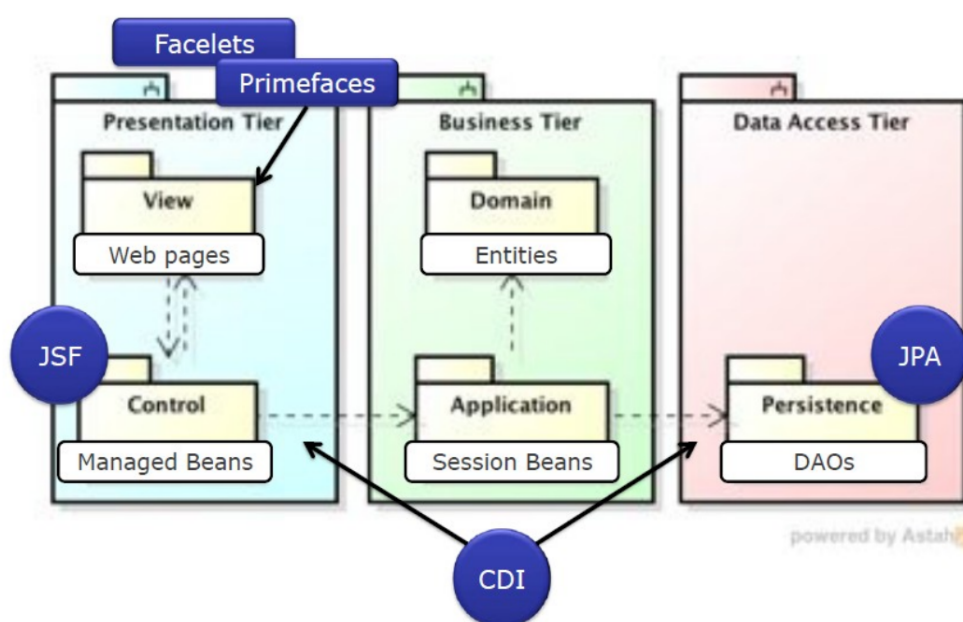 Facelets
Primefaces
Presentation Tier
Business Tier
Data Access Tier
View
Domain
Web pages
Entities
JSF
JPA
Control
Application
Persistence
Managed Beans
Session Beans
DAOs
powered by Astah
CDI